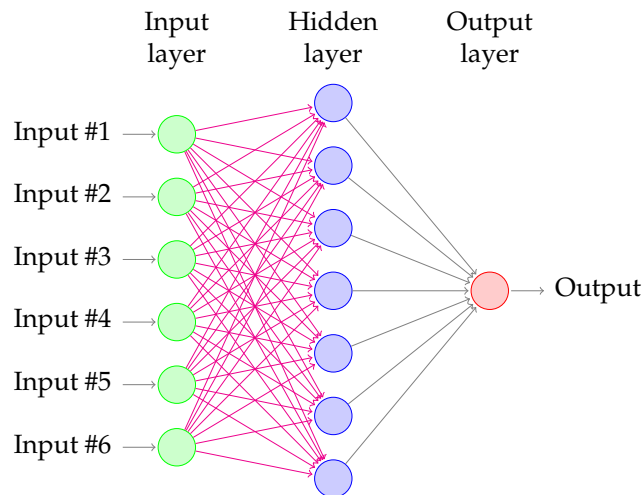 Input
layer
Hidden
layer
Output
layer
Input #1
Input #2
Input #3
Input #4
Input #5
Input #6
Output